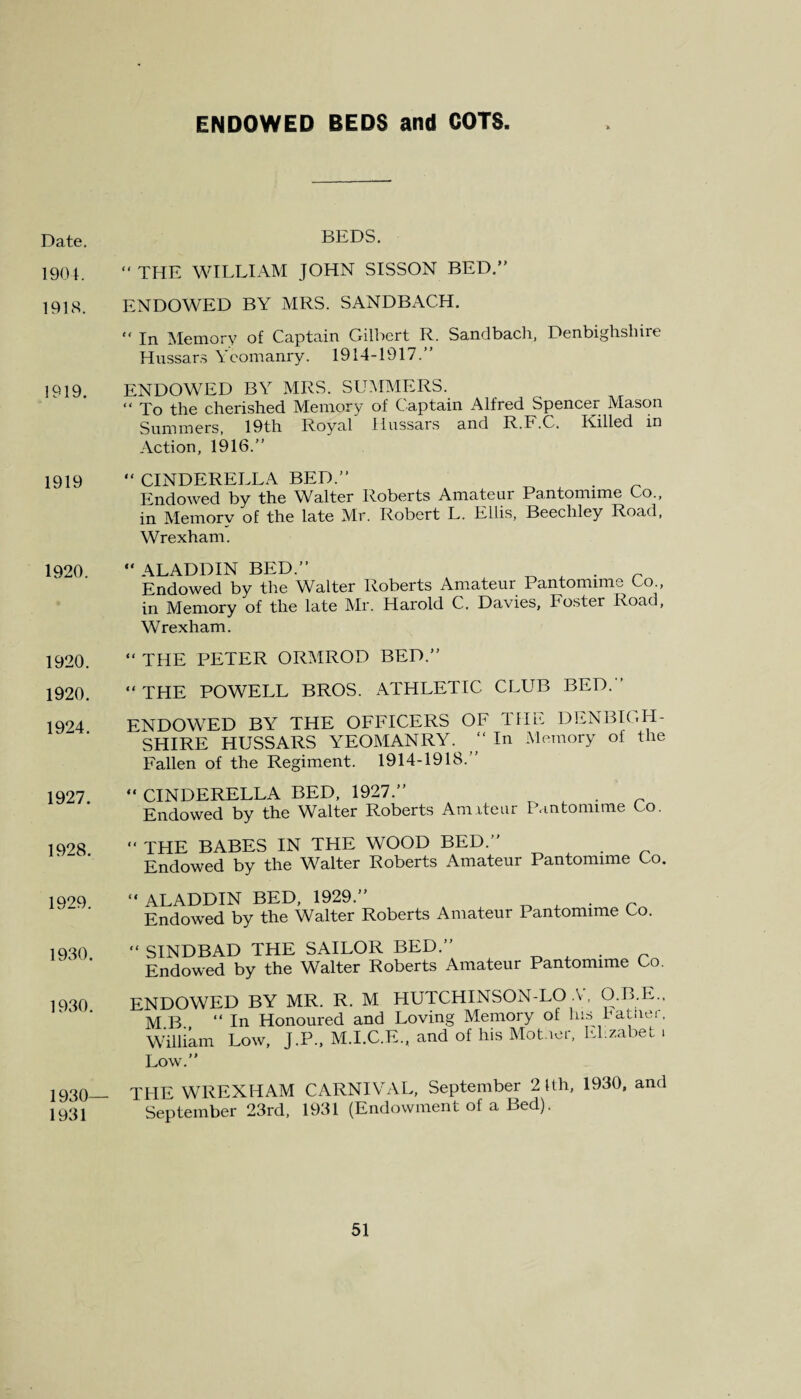 ENDOWED BEDS and COTS.
Date. BEDS.
1904. “ THE WILLIAM JOHN SISSON BED.”
1918. ENDOWED BY MRS. SANDBACH.
“ In Memory of Captain Gilbert R. Sandbach, Denbighshire
Hussars Yeomanry. 1914-1917.”
1919. ENDOWED BY MRS. SUMMERS.
“ To the cherished Memory of Captain Alfred Spencer Mason
Summers, 19th Royal Hussars and R.F.C. Killed in
Action, 1916.”
1919 “ CINDERELLA BED.”
Endowed by the Walter Roberts Amateur Pantomime Co.,
in Memory of the late Mr. Robert L. Ellis, Beechley Road,
Wrexham.
1920. “ ALADDIN BED.”
Endowed by the Walter Roberts Amateur Pantomime Co.,
in Memory of the late Mr. Harold C. Davies, Foster Road,
Wrexham.
1920. “ THE PETER ORMROD BED.”
1920. “ THE POWELL BROS. ATHLETIC CLUB BED.”
1924. ENDOWED BY THE OFFICERS OF THE DENBIGH-
SHIRE HUSSARS YEOMANRY. “ In Memory of the
Fallen of the Regiment. 1914-1918.”
1927. “ CINDERELLA BED, 1927.”
Endowed by the Walter Roberts Amateur Pantomime Co.
1928. “ THE BABES IN THE WOOD BED.”
Endowed by the Walter Roberts Amateur Pantomime Co.
1929. “ ALADDIN BED, 1929.”
Endowed by the Walter Roberts Amateur Pantomime Co.
1930. “ SINDBAD THE SAILOR BED.”
Endowed by the Walter Roberts Amateur Pantomime Co.
1930. ENDOWED BY MR. R. M HUTCHINSON-LOW, O.B.E.,
M.B., “ In Honoured and Loving Memory of his Father,
William Low, J.P., M.I.C.E., and of his Mother, Elizabeth
Low.”
1930— THE WREXHAM CARNIVAL, September 24th, 1930, and
1931 September 23rd, 1931 (Endowment of a Bed).
51